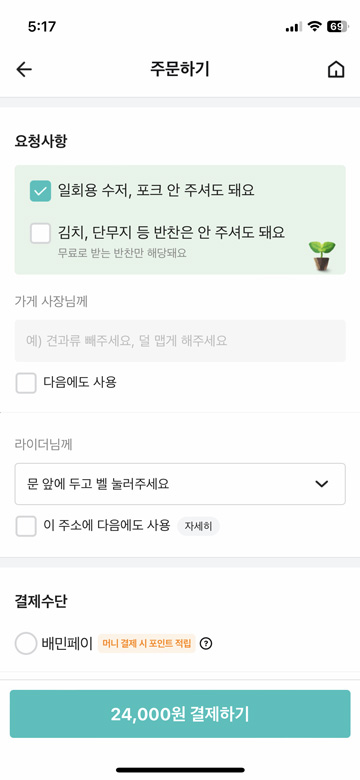 5:17
69
주문하기
요청사항
일회용 수저, 포크 안 주셔도 돼요
김치, 단무지 등 반찬은 안 주셔도 돼요
무료로 받는 반찬만 해당돼요
가게 사장님께
예) 견과류 빼주세요, 덜 맵게 해주세요
다음에도 사용
라이더님께
문 앞에 두고 벨 눌러주세요
이 주소에 다음에도 사용 자세히
결제수단
배민페이 머니 결제 시 포인트 적립 ?
24,000원 결제하기